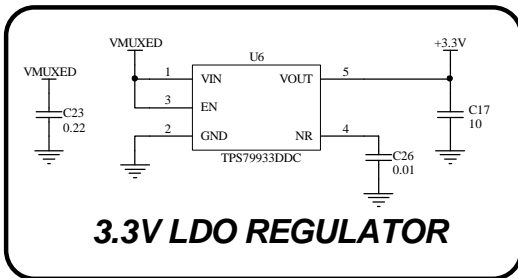 VMUXED
VMUXED
U6
+3.3V
1 VIN VOUT 5
3 EN
2 GND NR 4
TPS79933DDC
C23
0.22
C17
10
C26
0.01
3.3V LDO REGULATOR